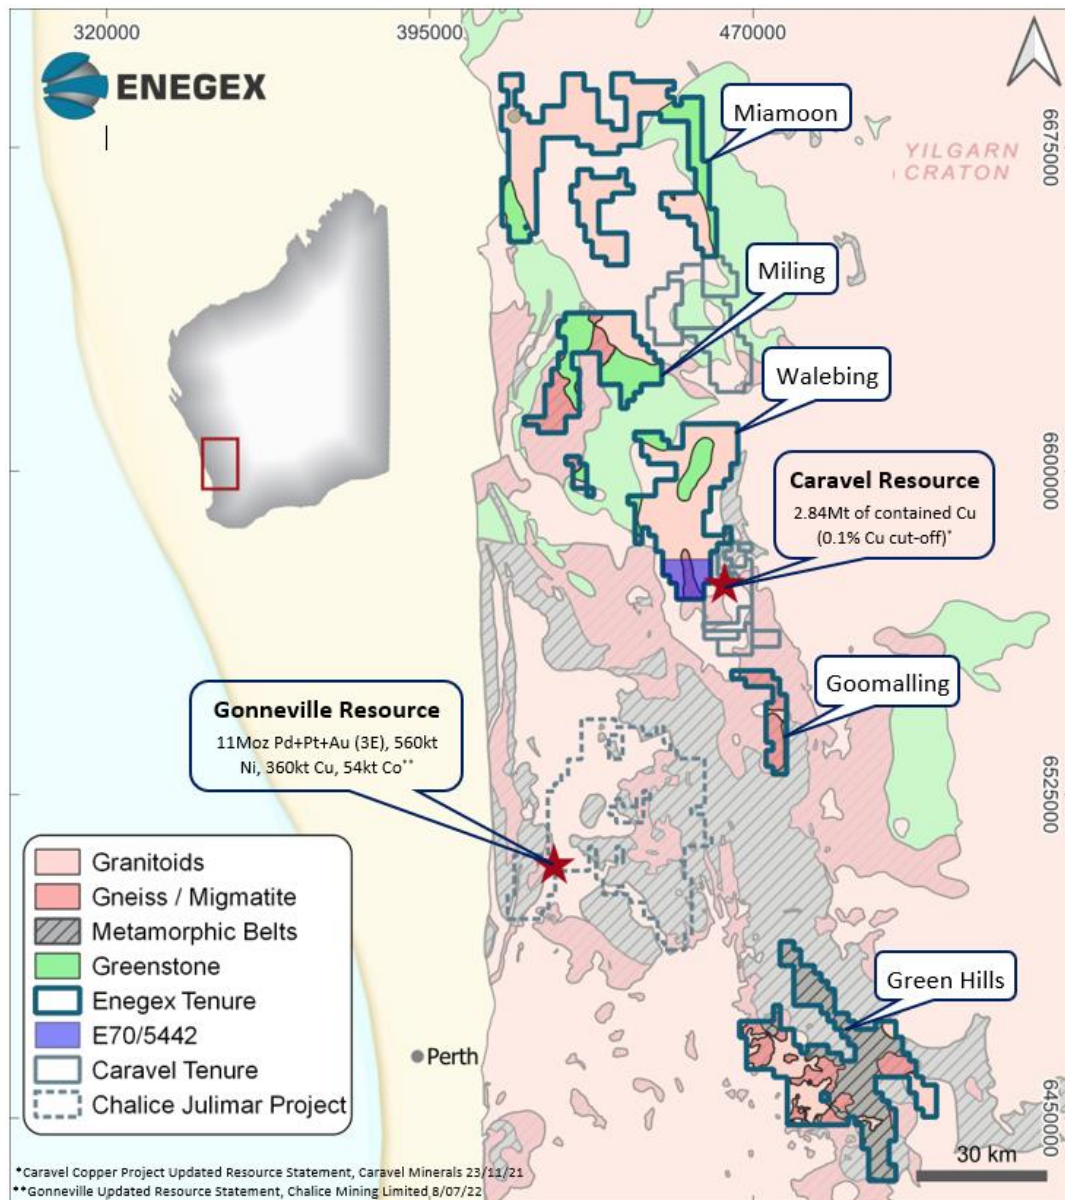 320000
395000
470000
ENEGEX
Miamoon
6675000
YILGARN
CRATON
Miling
Walebing
6600000
Caravel Resource
2.84Mt of contained Cu
(0.1% Cu cut-off)*
Goomalling
Gonneville Resource
11Moz Pd+Pt+Au (3E), 560kt
Ni, 360kt Cu, 54kt Co**
6525000
Granitoids
Gneiss / Migmatite
Metamorphic Belts
Greenstone
Enegex Tenure
E70/5442
Caravel Tenure
Chalice Julimar Project
Green Hills
Perth
6450000
30 km
*Caravel Copper Project Updated Resource Statement, Caravel Minerals 23/11/21
**Gonneville Updated Resource Statement, Chalice Mining Limited 8/07/22